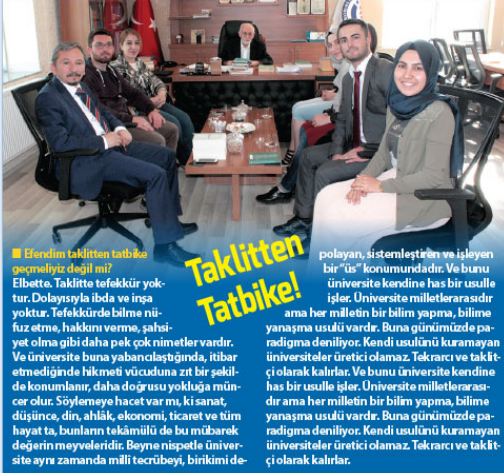 Taklitten
Tatbike!
Efendim taklitten tatbike
geçmeliyiz değil mi?
Elbette. Taklitte tefekkür yok-
tur. Dolayısıyla ibda ve inşa
yoktur. Tefekkürde bilme nü-
fuz etme, hakkını verme, şahsi-
yet olma gibi daha pek çok nimetler vardır.
Ve üniversite buna yabancılaştığında, itibar
etmediğinde hikmeti vücuduna zıt bir şekil-
de konumlanır, daha doğrusu yokluğa mün-
cer olur. Söylemeye hacet var mı, ki sanat,
düşünce, din, ahlâk, ekonomi, ticaret ve tüm
hayat ta, bunların tekâmülü de bu mübarek
değerin meyveleridir. Beyne nispetle üniver-
site aynı zamanda milli tecrübeyi, birikimi de-
polayan, sistemleştiren ve işleyen
bir "üs" konumundadır. Ve bunu
üniversite kendine has bir usulle
işler. Üniversite milletlerarasıdır
ama her milletin bir bilim yapma, bilime
yanaşma usulü vardır. Buna günümüzde pa-
radigma deniliyor. Kendi usulünü kuramayan
üniversiteler üretici olamaz. Tekrarcı ve taklit-
çi olarak kalırlar. Ve bunu üniversite kendine
has bir usulle işler. Üniversite milletlerarası-
dır ama her milletin bir bilim yapma, bilime
yanaşma usulü vardır. Buna günümüzde pa-
radigma deniliyor. Kendi usulünü kuramayan
üniversiteler üretici olamaz. Tekrarcı ve taklit-
çi olarak kalırlar.